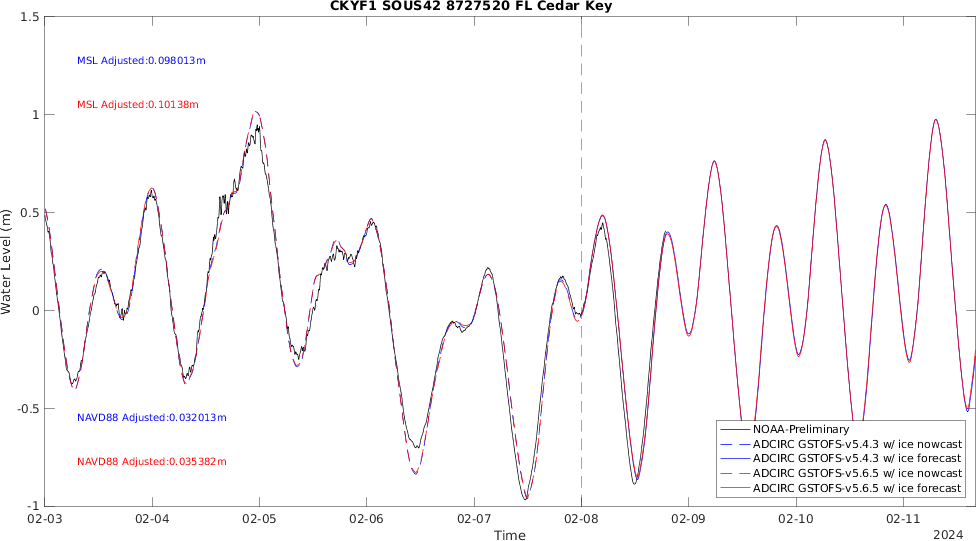 CKYF1 SOUS42 8727520 FL Cedar Key
1.5
1
0.5
0
-0.5
-1
Water Level (m)
MSL Adjusted:0.098013m
MSL Adjusted:0.10138m
NAVD88 Adjusted:0.032013m
NAVD88 Adjusted:0.035382m
NOAA-Preliminary
ADCIRC GSTOFS-v5.4.3 w/ ice nowcast
ADCIRC GSTOFS-v5.4.3 w/ ice forecast
ADCIRC GSTOFS-v5.6.5 w/ ice nowcast
ADCIRC GSTOFS-v5.6.5 w/ ice forecast
02-03 02-04 02-05 02-06 02-07 02-08 02-09 02-10 02-11
Time
2024